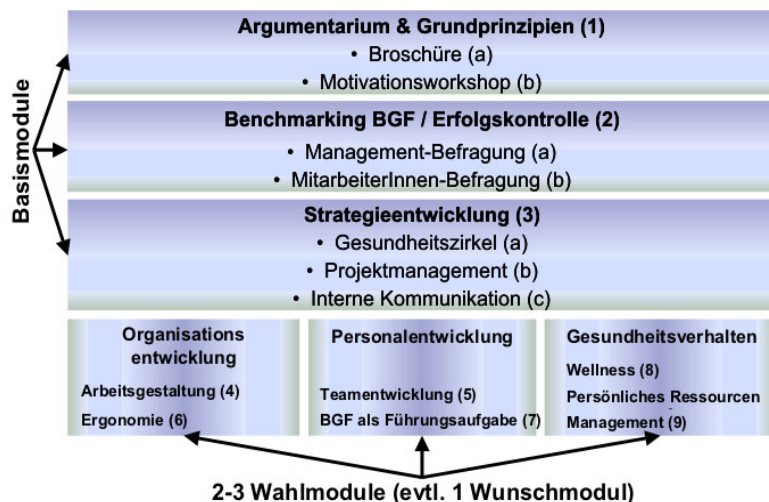 Basismodule
Argumentarium & Grundprinzipien (1)
• Broschüre (a)
• Motivationsworkshop (b)
Benchmarking BGF / Erfolgskontrolle (2)
• Management-Befragung (a)
• MitarbeiterInnen-Befragung (b)
Strategieentwicklung (3)
• Gesundheitszirkel (a)
• Projektmanagement (b)
• Interne Kommunikation (c)
Organisations
entwicklung
Arbeitsgestaltung (4)
Ergonomie (6)
Personalentwicklung
Teamentwicklung (5)
BGF als Führungsaufgabe (7)
Gesundheitsverhalten
Wellness (8)
Persönliches Ressourcen
Management (9)
2-3 Wahlmodule (evtl. 1 Wunschmodul)